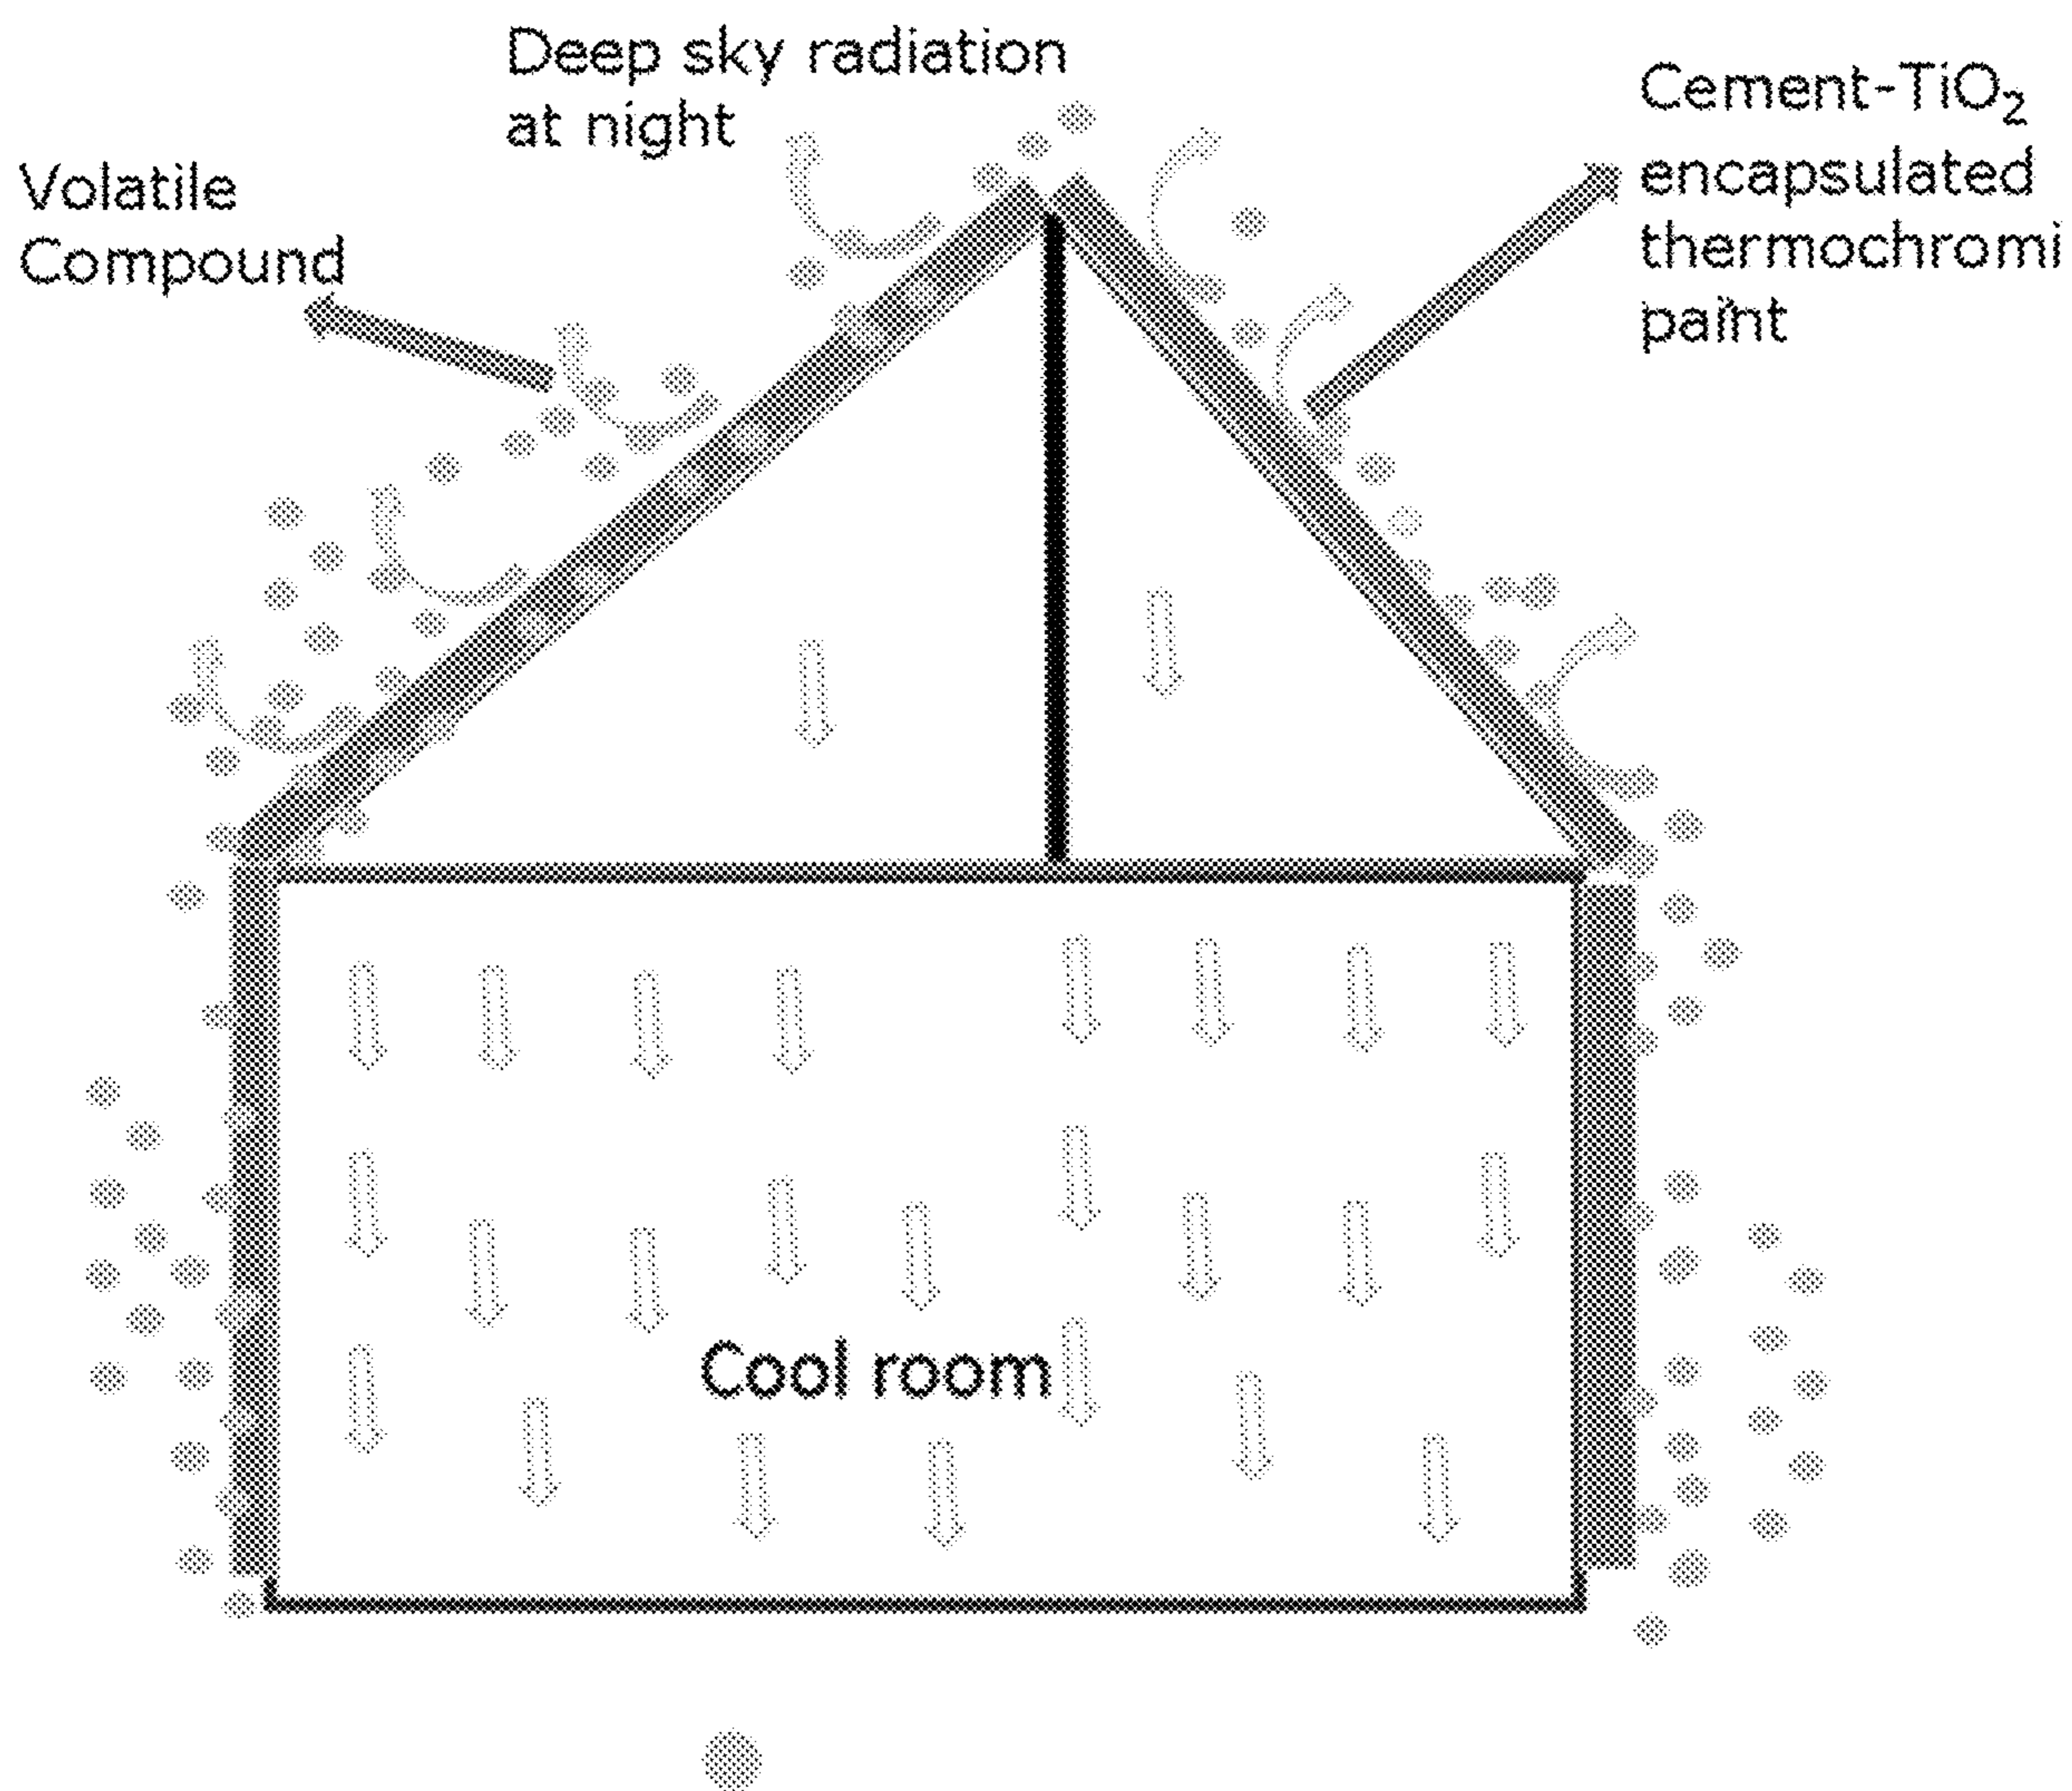 Deep sky radiation
at night
Volatile
Compound
Cement-TiO₂
encapsulated
thermochromi
paint
Cool room